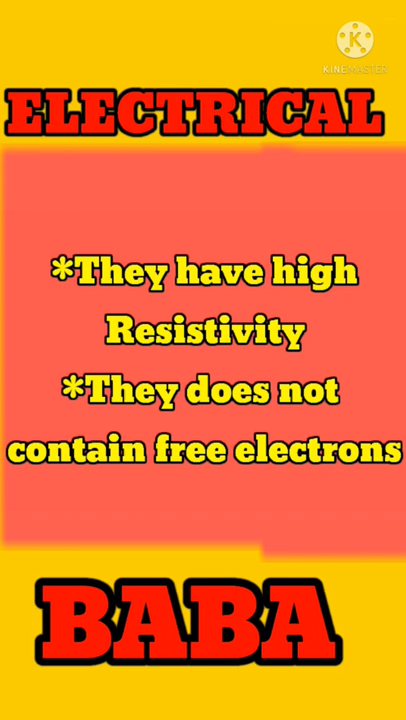 KINEMASTER
ELECTRICAL
*They have high
Resistivity
*They does not
contain free electrons
BABA